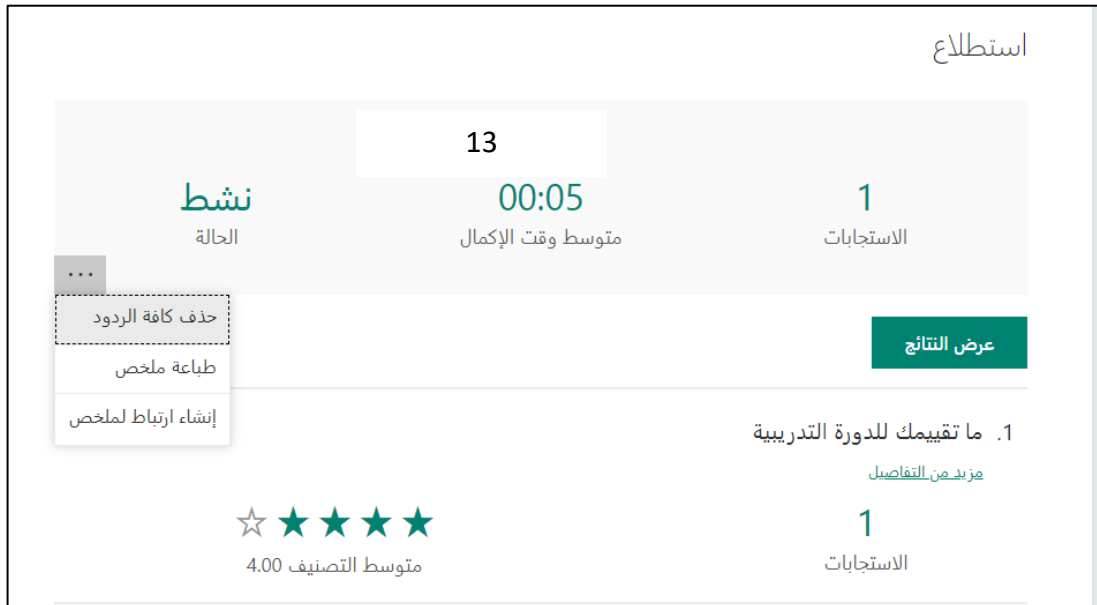 استطلاع
13
1
00:05
نشط
الاستجابات
متوسط وقت الإكمال
الحالة
...
حذف كافة الردود
طباعة ملخص
إنشاء ارتباط لملخص
عرض النتائج
1. ما تقييمك للدورة التدريبية
مزيد من التفاصيل
1
الاستجابات
متوسط التصنيف 4.00